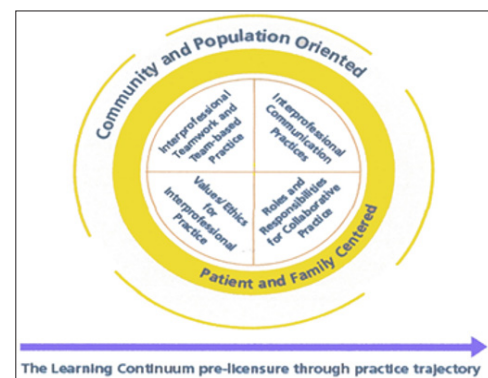 Community and Population Oriented
Interprofessional
Teamwork and
Team-based
Practice
Interprofessional
Communication
Practices
Values/Ethics
for
Interprofessional
Practice
Roles and
Responsibilities
for Collaborative
Practice
Patient and Family Centered
The Learning Continuum pre-licensure through practice trajectory